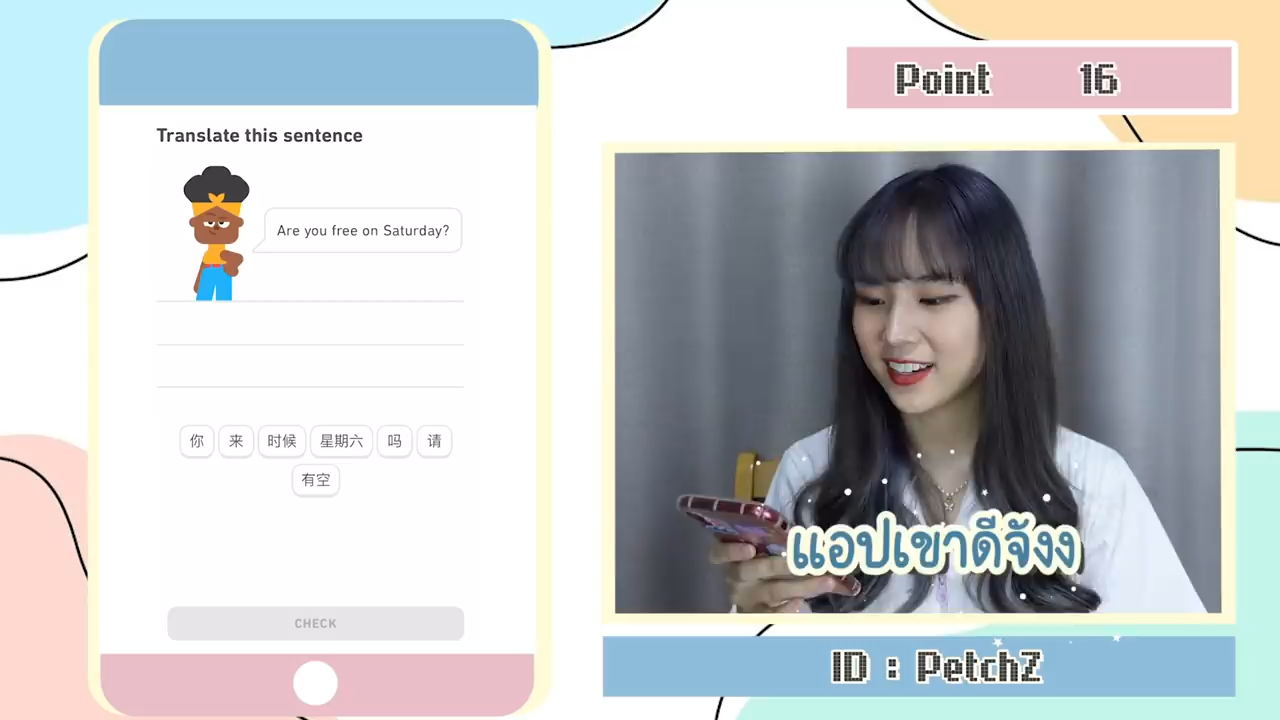 Translate this sentence
Are you free on Saturday?
你 来 时候 星期六 吗 请
有空
CHECK
Point 16
แอปเขาดีจังง
ID : PetchZ